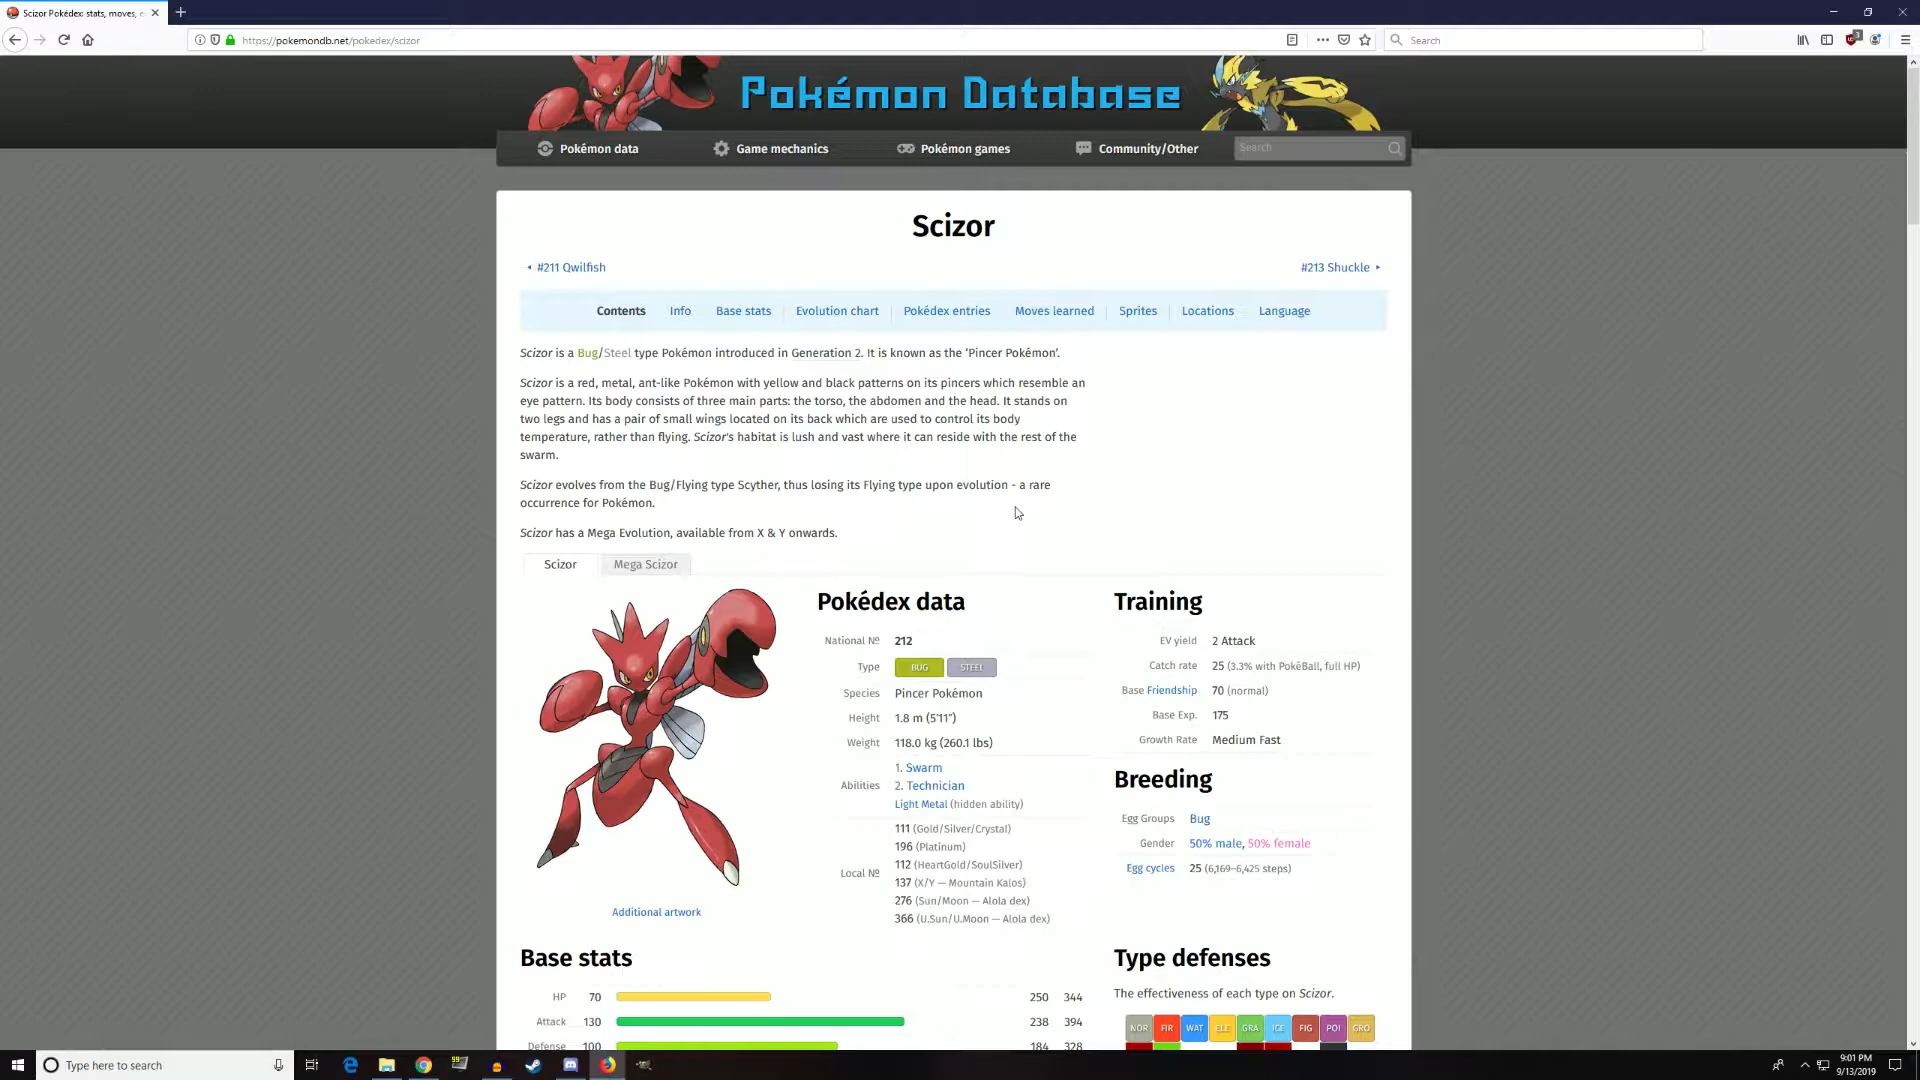 Scizor Pokédex: stats, moves, e
https://pokemondb.net/pokedex/scizor
Search
3
Pokémon Database
Pokémon data
Game mechanics
Pokémon games
Community/Other
Search
Scizor
#211 Qwilfish
#213 Shuckle
Contents Info Base stats Evolution chart Pokédex entries Moves learned Sprites Locations Language
Scizor is a Bug/Steel type Pokémon introduced in Generation 2. It is known as the 'Pincer Pokémon'.
Scizor is a red, metal, ant-like Pokémon with yellow and black patterns on its pincers which resemble an
eye pattern. Its body consists of three main parts: the torso, the abdomen and the head. It stands on
two legs and has a pair of small wings located on its back which are used to control its body
temperature, rather than flying. Scizor's habitat is lush and vast where it can reside with the rest of the
swarm.
Scizor evolves from the Bug/Flying type Scyther, thus losing its Flying type upon evolution - a rare
occurrence for Pokémon.
Scizor has a Mega Evolution, available from X & Y onwards.
Scizor
Mega Scizor
Additional artwork
Pokédex data
National № 212
Type BUG STEEL
Species Pincer Pokémon
Height 1.8 m (5'11")
Weight 118.0 kg (260.1 lbs)
Abilities
1. Swarm
2. Technician
Light Metal (hidden ability)
Local №
111 (Gold/Silver/Crystal)
196 (Platinum)
112 (HeartGold/SoulSilver)
137 (X/Y — Mountain Kalos)
276 (Sun/Moon — Alola dex)
366 (U.Sun/U.Moon — Alola dex)
Training
EV yield 2 Attack
Catch rate 25 (3.3% with PokéBall, full HP)
Base Friendship 70 (normal)
Base Exp. 175
Growth Rate Medium Fast
Breeding
Egg Groups Bug
Gender 50% male, 50% female
Egg cycles 25 (6,169–6,425 steps)
Base stats
HP 70 250 344
Attack 130 238 394
Defense 100 184 328
Type defenses
The effectiveness of each type on Scizor.
NOR FIR WAT ELE GRA ICE FIG POI GRO
Type here to search
99
9:01 PM
9/13/2019